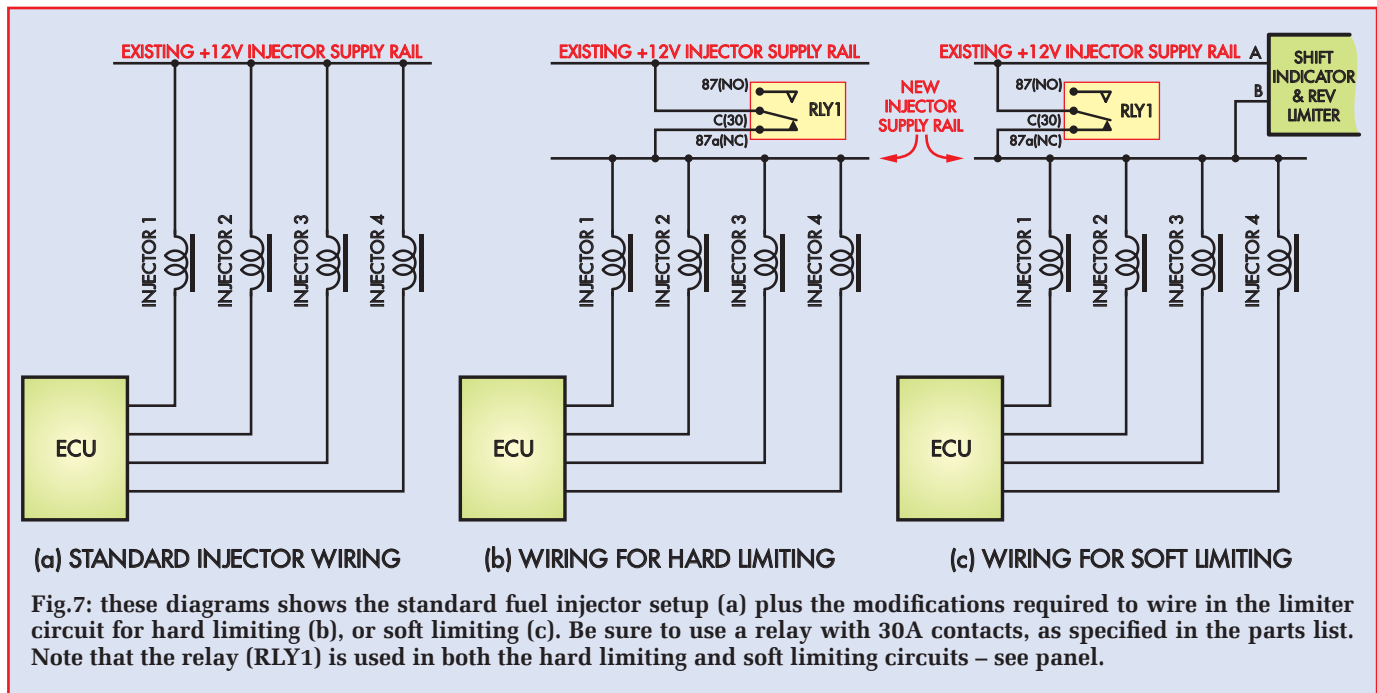 EXISTING +12V INJECTOR SUPPLY RAIL
INJECTOR 1
INJECTOR 2
INJECTOR 3
INJECTOR 4
ECU
(a) STANDARD INJECTOR WIRING
EXISTING +12V INJECTOR SUPPLY RAIL
87(NO)
C(30)
87a(NC)
RLY1
NEW
INJECTOR
SUPPLY RAIL
INJECTOR 1
INJECTOR 2
INJECTOR 3
INJECTOR 4
ECU
(b) WIRING FOR HARD LIMITING
EXISTING +12V INJECTOR SUPPLY RAIL
A
B
SHIFT
INDICATOR
& REV
LIMITER
87(NO)
C(30)
87a(NC)
RLY1
INJECTOR 1
INJECTOR 2
INJECTOR 3
INJECTOR 4
ECU
(c) WIRING FOR SOFT LIMITING
Fig.7: these diagrams shows the standard fuel injector setup (a) plus the modifications required to wire in the limiter
circuit for hard limiting (b), or soft limiting (c). Be sure to use a relay with 30A contacts, as specified in the parts list.
Note that the relay (RLY1) is used in both the hard limiting and soft limiting circuits – see panel.